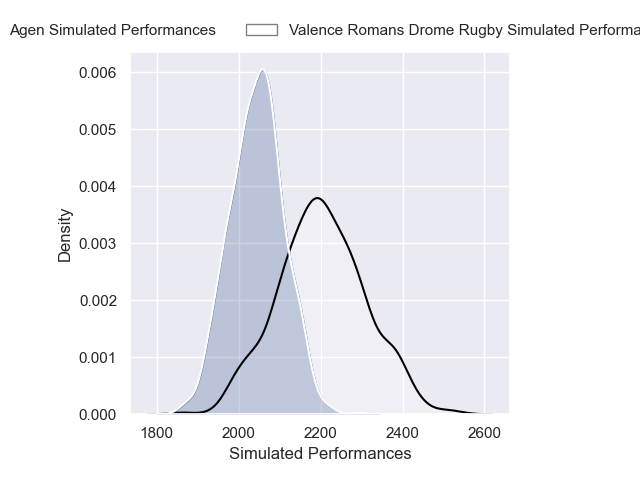 Agen Simulated Performances Valence Romans Drome Rugby Simulated Performa
0.006
0.005
0.004
0.003
0.002
0.001
0.000
Density
1800 2000 2200 2400 2600
Simulated Performances